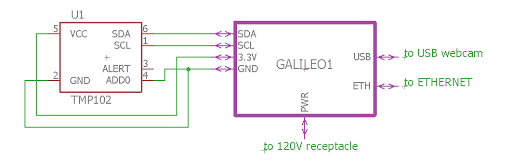 U1
5 VCC SDA 6
SCL 1
ALERT 3
2 GND ADD0 4
TMP102
SDA
SCL
3.3V
GND
GALILEO1
USB
ETH
PWR
to USB webcam
to ETHERNET
to 120V receptacle